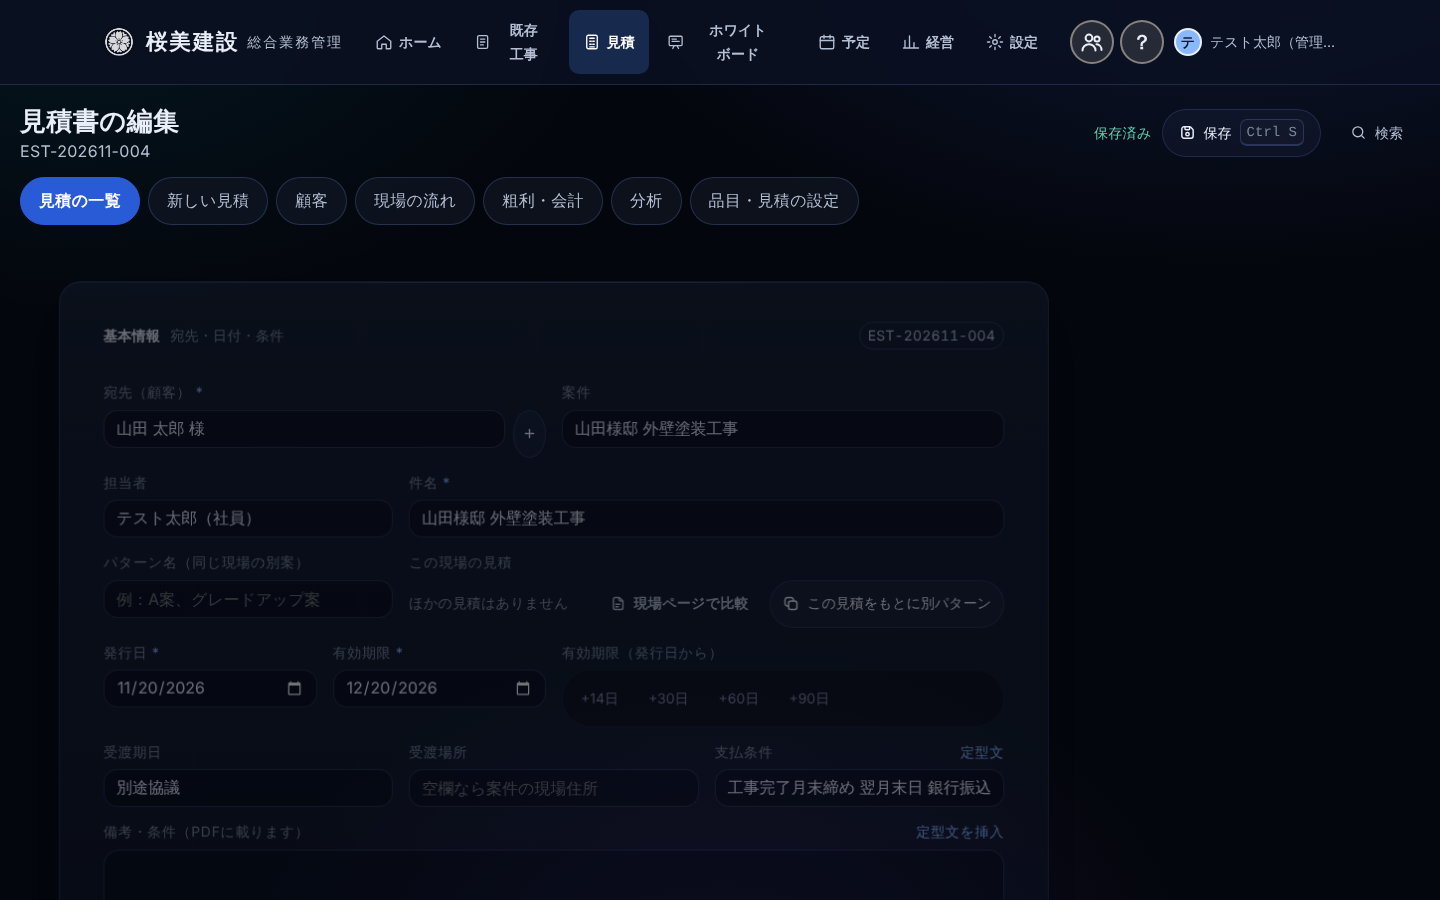 桜美建設 総合業務管理
ホーム
既存
工事
見積
ホワイト
ボード
予定
経営
設定
?
テ テスト太郎（管理...
見積書の編集
EST-202611-004
保存済み
保存 Ctrl S
検索
見積の一覧
新しい見積
顧客
現場の流れ
粗利・会計
分析
品目・見積の設定
基本情報 宛先・日付・条件
EST-202611-004
宛先（顧客） *
案件
山田 太郎 様
+
山田様邸 外壁塗装工事
担当者
件名 *
テスト太郎（社員）
山田様邸 外壁塗装工事
パターン名（同じ現場の別案）
この現場の見積
例：A案、グレードアップ案
ほかの見積はありません
現場ページで比較
この見積をもとに別パターン
発行日 *
有効期限 *
有効期限（発行日から）
11/20/2026
12/20/2026
+14日
+30日
+60日
+90日
受渡期日
受渡場所
支払条件
定型文
別途協議
空欄なら案件の現場住所
工事完了月末締め 翌月末日 銀行振込
備考・条件（PDFに載ります）
定型文を挿入